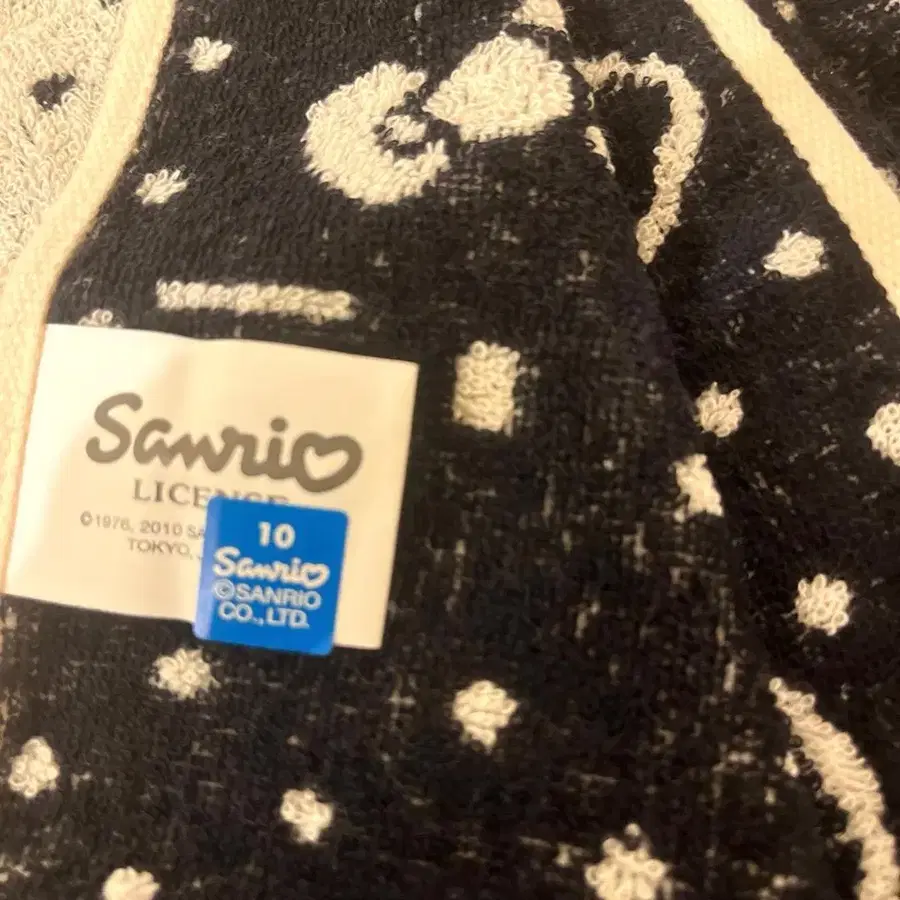 Sanrio
LICENSE
©1976, 2010 SA
TOKYO,
10
Sanrio
©SANRIO
CO., LTD.